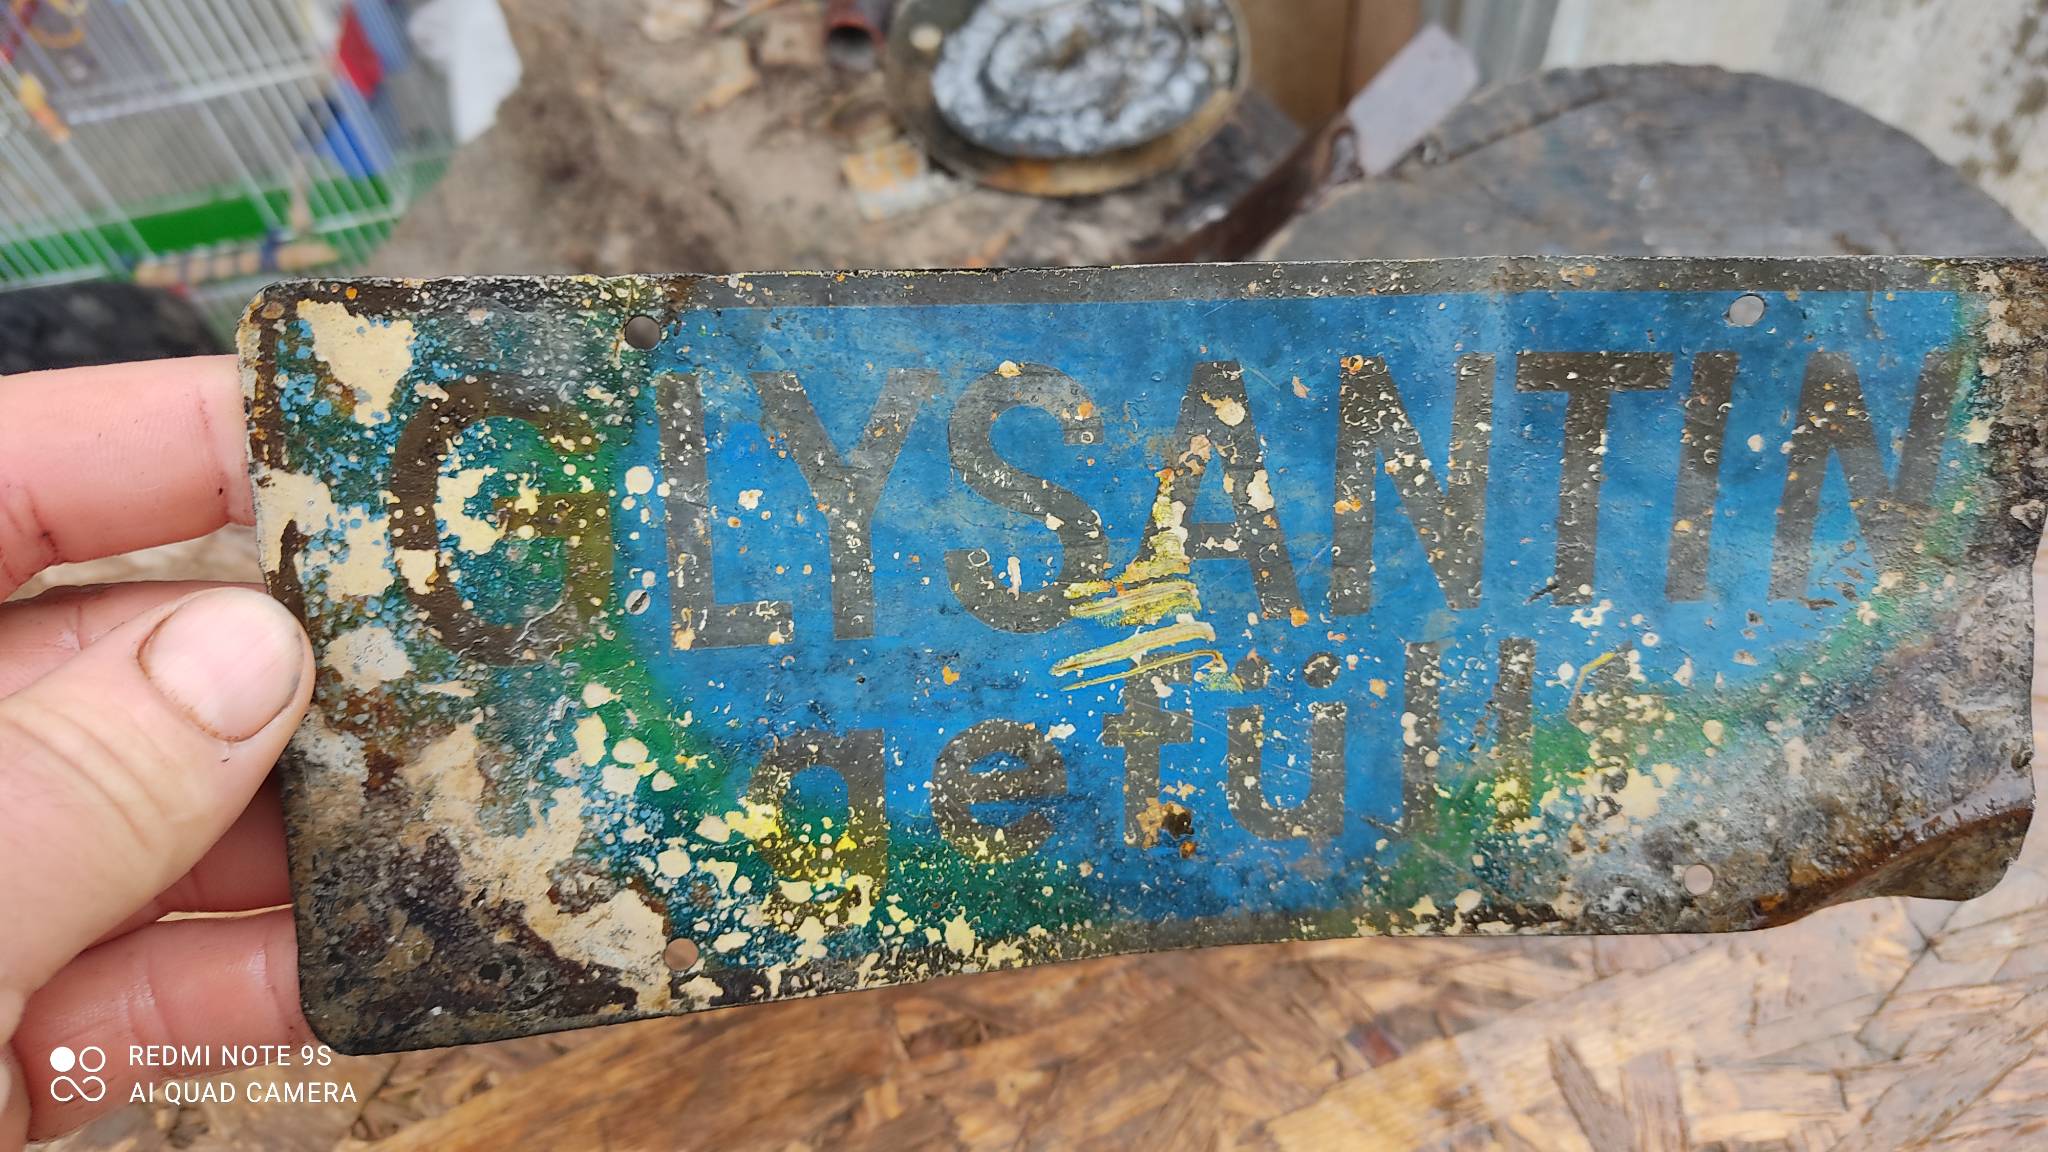 GLYSANTIN
gefüllt
REDMI NOTE 9S
AI QUAD CAMERA